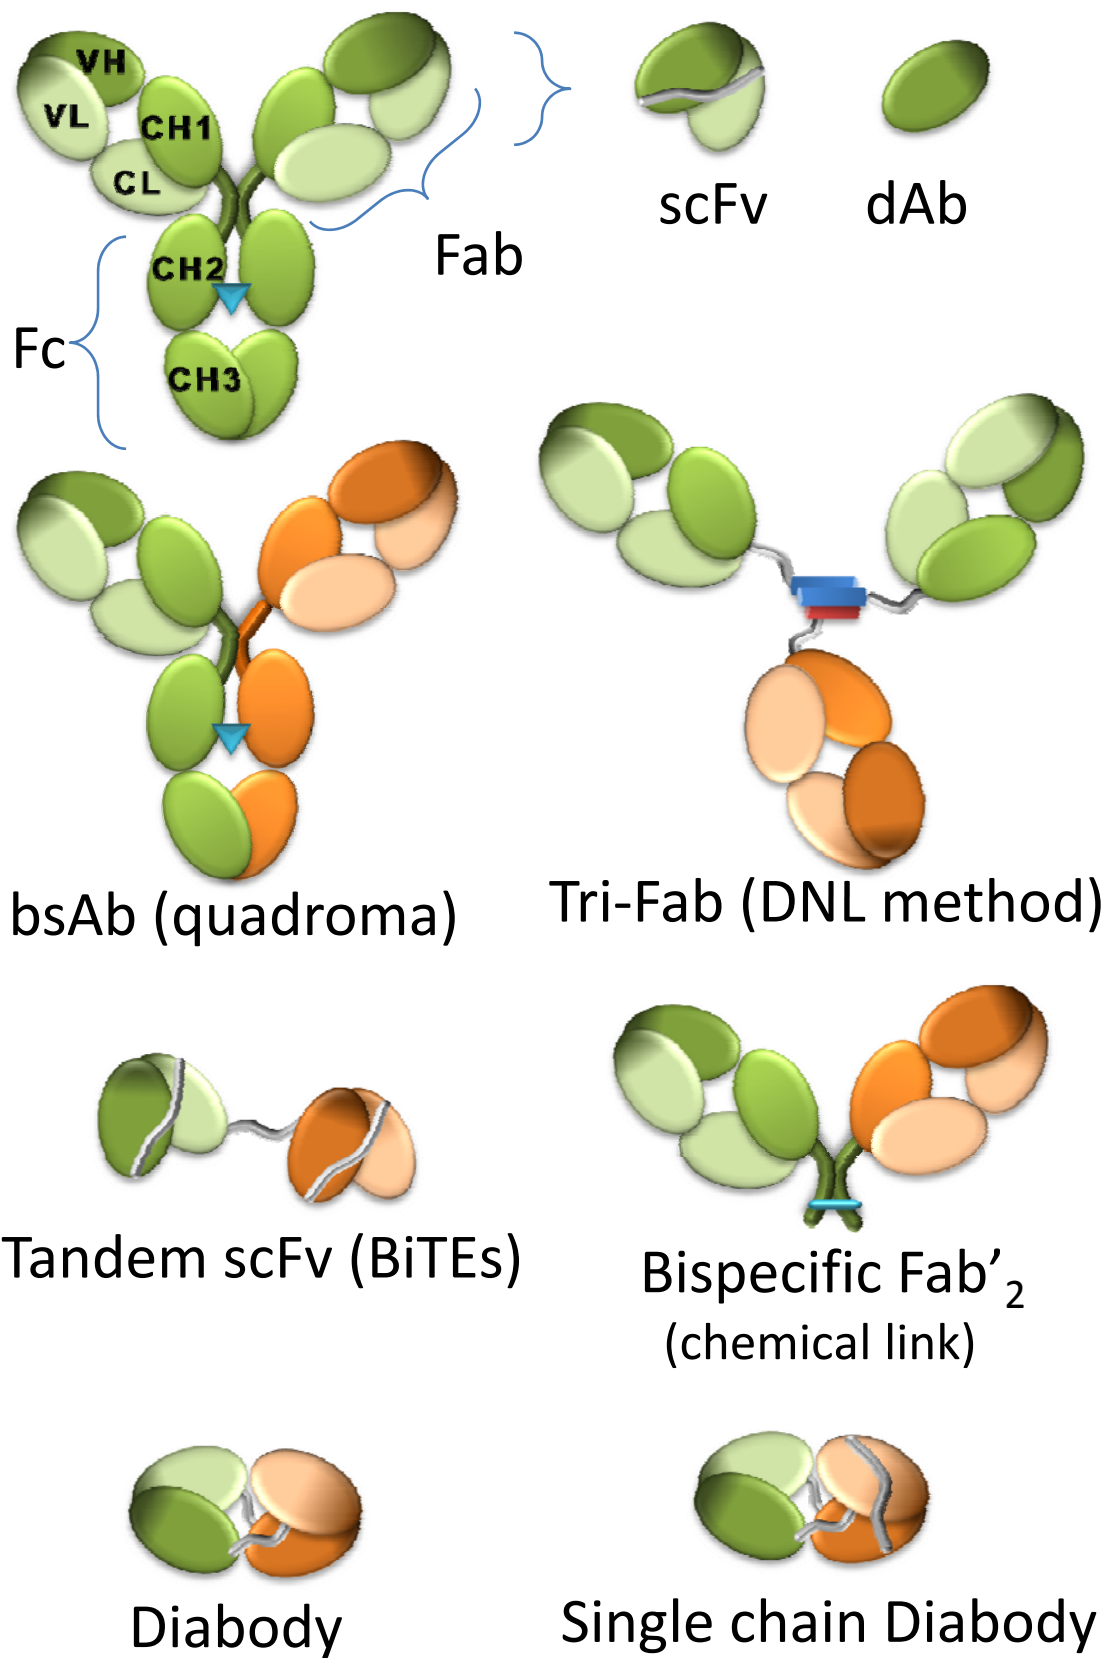 VH
VL
CH1
CL
CH2
CH3
Fc
Fab
scFv
dAb
bsAb (quadroma)
Tri-Fab (DNL method)
Tandem scFv (BiTEs)
Bispecific Fab’₂
(chemical link)
Diabody
Single chain Diabody